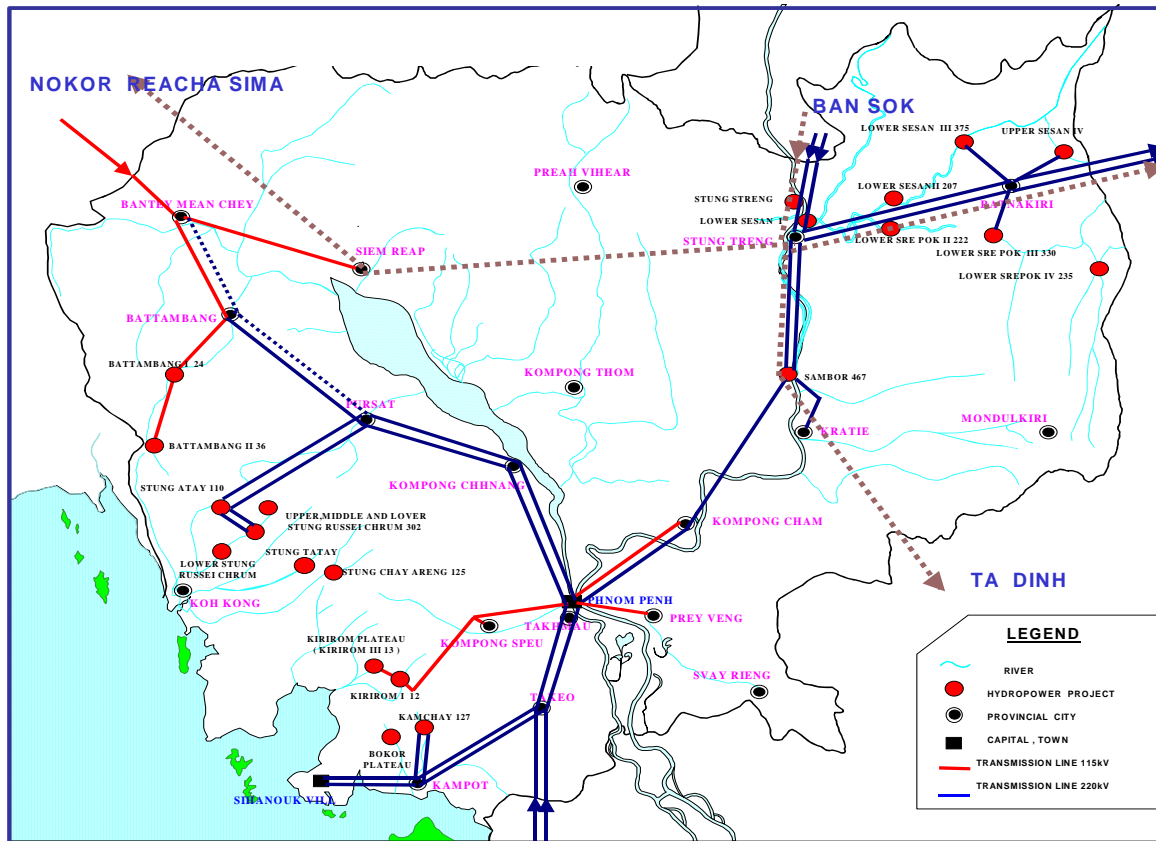 NOKOR REACHA SIMA
BAN SOK
LOWER SESAN III 375
UPPER SESAN IV
PREAH VIHEAR
STUNG STRENG
LOWER SESANII 207
RATNAKIRI
BANTEY MEAN CHEY
LOWER SESAN I
STUNG TRENG
LOWER SRE POK II 222
SIEM REAP
LOWER SRE POK III 330
LOWER SREPOK IV 235
BATTAMBANG
BATTAMBANG I 24
KOMPONG THOM
SAMBOR 467
PURSAT
MONDULKIRI
KRATIE
BATTAMBANG II 36
KOMPONG CHHNANG
STUNG ATAY 110
UPPER,MIDDLE AND LOVER
STUNG RUSSEI CHRUM 302
KOMPONG CHAM
STUNG TATAY
LOWER STUNG
RUSSEI CHRUM
STUNG CHAY ARENG 125
TA DINH
KOH KONG
PHNOM PENH
TAKHMAU
PREY VENG
KIRIROM PLATEAU
( KIRIROM III 13 )
KOMPONG SPEU
SVAY RIENG
KIRIROM I 12
TAKEO
KAMCHAY 127
BOKOR
PLATEAU
KAMPOT
SIHANOUK VILL
LEGEND
RIVER
HYDROPOWER PROJECT
PROVINCIAL CITY
CAPITAL , TOWN
TRANSMISSION LINE 115kV
TRANSMISSION LINE 220kV